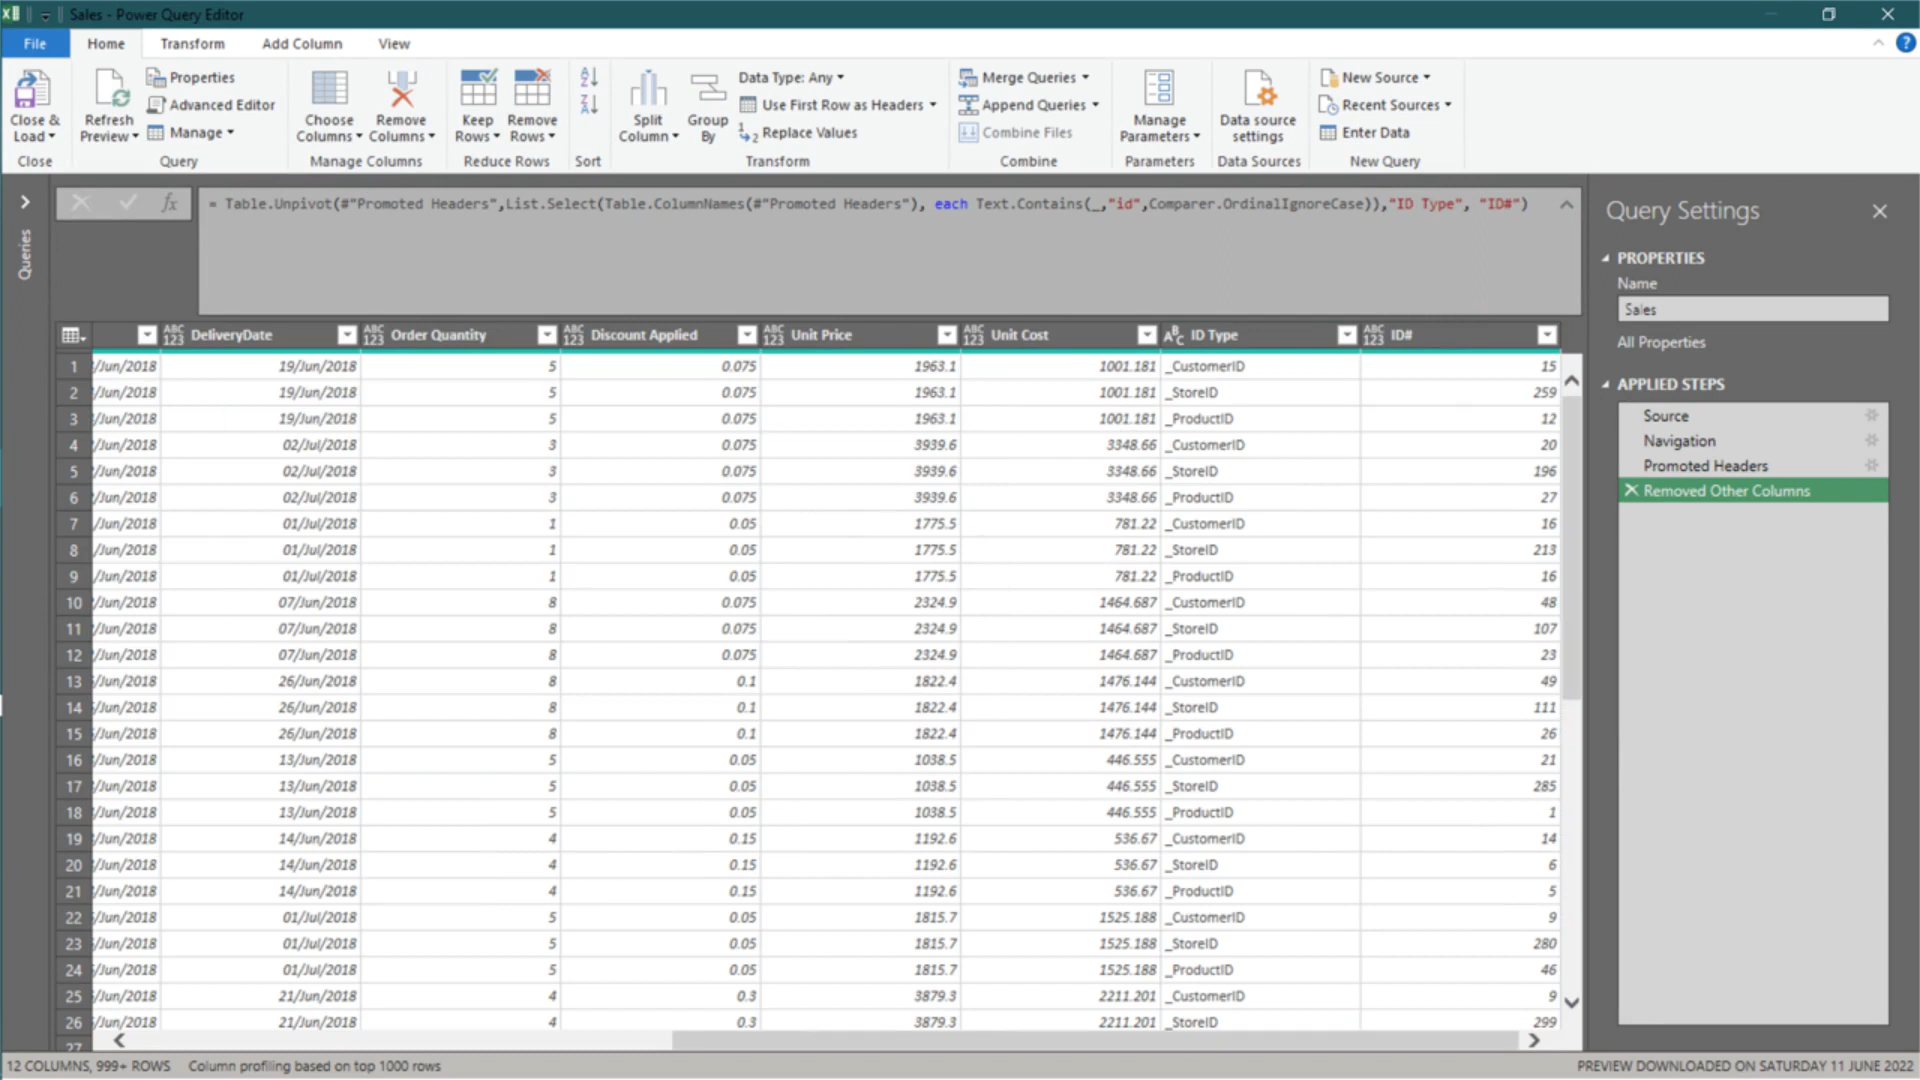 Sales - Power Query Editor
File Home Transform Add Column View
Close & Load
Close
Refresh Preview
Properties
Advanced Editor
Manage
Query
Choose Columns
Remove Columns
Manage Columns
Keep Rows
Remove Rows
Reduce Rows
Sort
Split Column
Group By
Data Type: Any
Use First Row as Headers
Replace Values
Transform
Merge Queries
Append Queries
Combine Files
Combine
Manage Parameters
Parameters
Data source settings
Data Sources
New Source
Recent Sources
Enter Data
New Query
Queries
fx
= Table.Unpivot(#"Promoted Headers",List.Select(Table.ColumnNames(#"Promoted Headers"), each Text.Contains(_,"id",Comparer.OrdinalIgnoreCase)),"ID Type", "ID#")
ABC 123 DeliveryDate ABC 123 Order Quantity ABC 123 Discount Applied ABC 123 Unit Price ABC 123 Unit Cost ABC ID Type ABC 123 ID#
1 /Jun/2018 19/Jun/2018 5 0.075 1963.1 1001.181 _CustomerID 15
2 /Jun/2018 19/Jun/2018 5 0.075 1963.1 1001.181 _StoreID 259
3 /Jun/2018 19/Jun/2018 5 0.075 1963.1 1001.181 _ProductID 12
4 /Jun/2018 02/Jul/2018 3 0.075 3939.6 3348.66 _CustomerID 20
5 /Jun/2018 02/Jul/2018 3 0.075 3939.6 3348.66 _StoreID 196
6 /Jun/2018 02/Jul/2018 3 0.075 3939.6 3348.66 _ProductID 27
7 /Jun/2018 01/Jul/2018 1 0.05 1775.5 781.22 _CustomerID 16
8 /Jun/2018 01/Jul/2018 1 0.05 1775.5 781.22 _StoreID 213
9 /Jun/2018 01/Jul/2018 1 0.05 1775.5 781.22 _ProductID 16
10 /Jun/2018 07/Jun/2018 8 0.075 2324.9 1464.687 _CustomerID 48
11 /Jun/2018 07/Jun/2018 8 0.075 2324.9 1464.687 _StoreID 107
12 /Jun/2018 07/Jun/2018 8 0.075 2324.9 1464.687 _ProductID 23
13 /Jun/2018 26/Jun/2018 8 0.1 1822.4 1476.144 _CustomerID 49
14 /Jun/2018 26/Jun/2018 8 0.1 1822.4 1476.144 _StoreID 111
15 /Jun/2018 26/Jun/2018 8 0.1 1822.4 1476.144 _ProductID 26
16 /Jun/2018 13/Jun/2018 5 0.05 1038.5 446.555 _CustomerID 21
17 /Jun/2018 13/Jun/2018 5 0.05 1038.5 446.555 _StoreID 285
18 /Jun/2018 13/Jun/2018 5 0.05 1038.5 446.555 _ProductID 1
19 /Jun/2018 14/Jun/2018 4 0.15 1192.6 536.67 _CustomerID 14
20 /Jun/2018 14/Jun/2018 4 0.15 1192.6 536.67 _StoreID 6
21 /Jun/2018 14/Jun/2018 4 0.15 1192.6 536.67 _ProductID 5
22 /Jun/2018 01/Jul/2018 5 0.05 1815.7 1525.188 _CustomerID 9
23 /Jun/2018 01/Jul/2018 5 0.05 1815.7 1525.188 _StoreID 280
24 /Jun/2018 01/Jul/2018 5 0.05 1815.7 1525.188 _ProductID 46
25 /Jun/2018 21/Jun/2018 4 0.3 3879.3 2211.201 _CustomerID 9
26 /Jun/2018 21/Jun/2018 4 0.3 3879.3 2211.201 _StoreID 299
27
Query Settings
PROPERTIES
Name
Sales
All Properties
APPLIED STEPS
Source
Navigation
Promoted Headers
Removed Other Columns
12 COLUMNS, 999+ ROWS Column profiling based on top 1000 rows PREVIEW DOWNLOADED ON SATURDAY 11 JUNE 2022